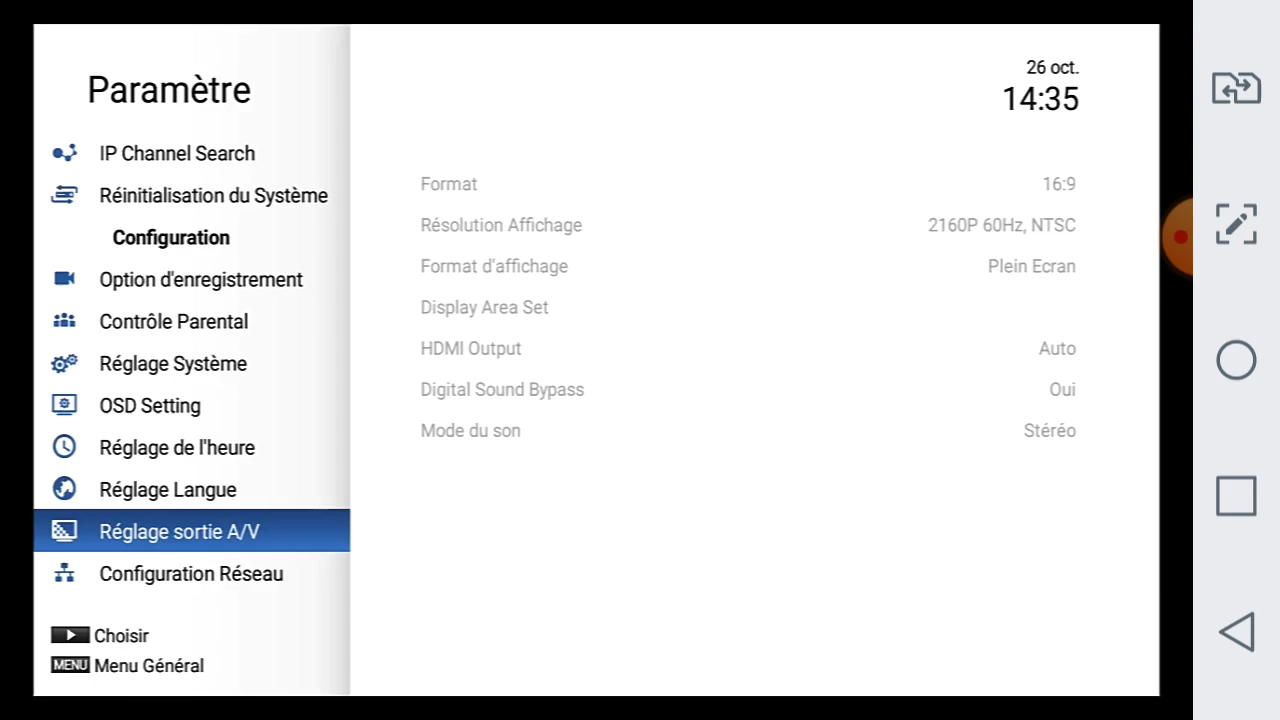 Paramètre
IP Channel Search
Réinitialisation du Système
Configuration
Option d'enregistrement
Contrôle Parental
Réglage Système
OSD Setting
Réglage de l'heure
Réglage Langue
Réglage sortie A/V
Configuration Réseau
Choisir
MENU Menu Général
26 oct.
14:35
Format 16:9
Résolution Affichage 2160P 60Hz, NTSC
Format d'affichage Plein Ecran
Display Area Set
HDMI Output Auto
Digital Sound Bypass Oui
Mode du son Stéréo